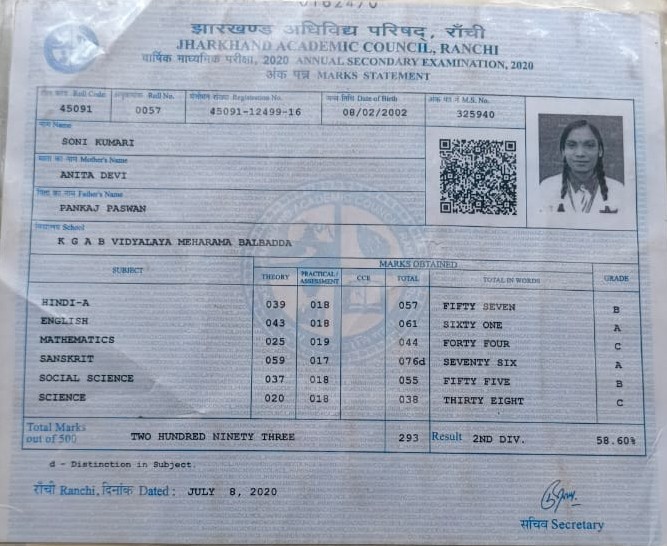 झारखण्ड अधिविद्य परिषद्, राँची
JHARKHAND ACADEMIC COUNCIL, RANCHI
वार्षिक माध्यमिक परीक्षा, 2020 ANNUAL SECONDARY EXAMINATION, 2020
अंक पत्र MARKS STATEMENT
Roll Code Roll No. Registration No. जन्म तिथि Date of Birth M.S. No.
45091 0057 45091-12499-16 08/02/2002 325940
नाम Name
SONI KUMARI
माता का नाम Mother's Name
ANITA DEVI
पिता का नाम Father's Name
PANKAJ PASWAN
विद्यालय School
K G A B VIDYALAYA MEHARAMA BALBADDA
SUBJECT MARKS OBTAINED
THEORY PRACTICAL/ ASSESSMENT CCE TOTAL TOTAL IN WORDS GRADE
HINDI-A 039 018 057 FIFTY SEVEN B
ENGLISH 043 018 061 SIXTY ONE A
MATHEMATICS 025 019 044 FORTY FOUR C
SANSKRIT 059 017 076d SEVENTY SIX A
SOCIAL SCIENCE 037 018 055 FIFTY FIVE B
SCIENCE 020 018 038 THIRTY EIGHT C
Total Marks
out of 500 TWO HUNDRED NINETY THREE 293 Result 2ND DIV. 58.60%
d - Distinction in Subject.
राँची Ranchi, दिनांक Dated : JULY 8, 2020
सचिव Secretary